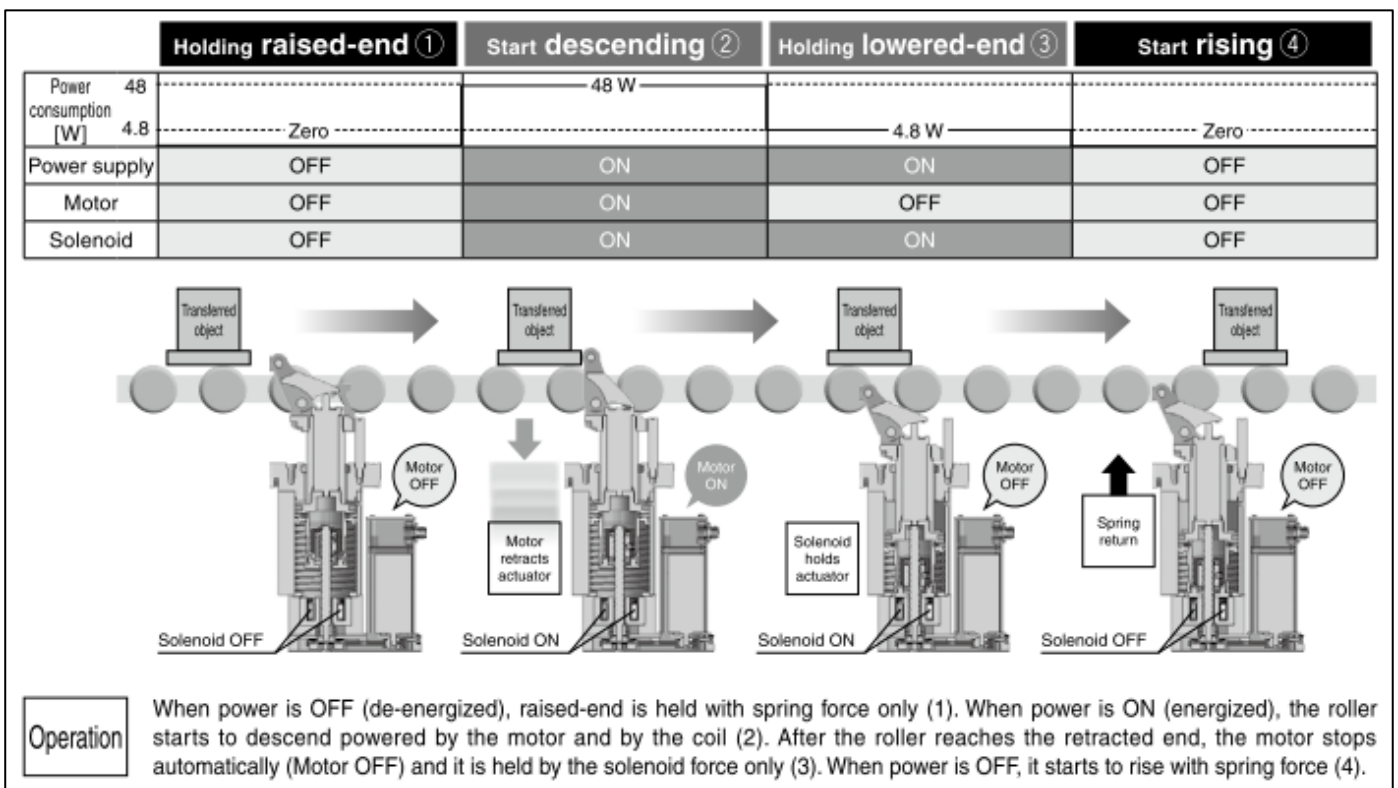 Holding raised-end ① Start descending ② Holding lowered-end ③ Start rising ④
Power 48 48 W
consumption
[W] 4.8 Zero 4.8 W Zero
Power supply OFF ON ON OFF
Motor OFF ON OFF OFF
Solenoid OFF ON ON OFF
Transferred Transferred Transferred Transferred
object object object object
Motor Motor Motor Motor
OFF ON OFF OFF
Motor
retracts
actuator
Solenoid
holds
actuator
Spring
return
Solenoid OFF Solenoid ON Solenoid ON Solenoid OFF
Operation
When power is OFF (de-energized), raised-end is held with spring force only (1). When power is ON (energized), the roller
starts to descend powered by the motor and by the coil (2). After the roller reaches the retracted end, the motor stops
automatically (Motor OFF) and it is held by the solenoid force only (3). When power is OFF, it starts to rise with spring force (4).